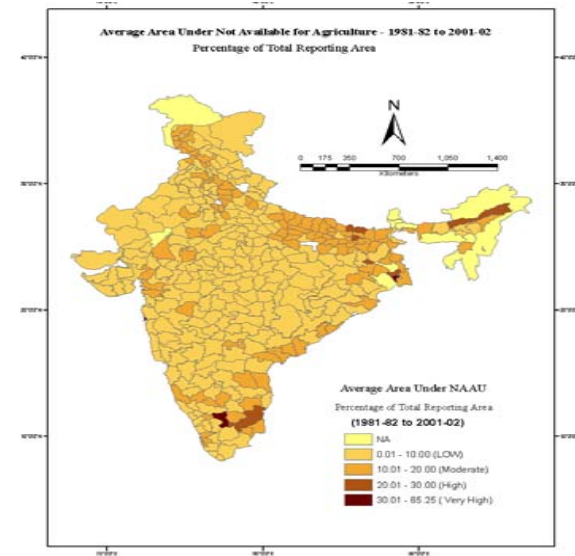 Average Area Under Not Available for Agriculture - 1981-82 to 2001-02
Percentage of Total Reporting Area
N
0 175 350 700 1,050 1,400
Kilometers
Average Area Under NAAU
Percentage of Total Reporting Area
(1981-82 to 2001-02)
NA
0.01 - 10.00 (LOW)
10.01 - 20.00 (Moderate)
20.01 - 30.00 (High)
30.01 - 65.25 ( Very High)